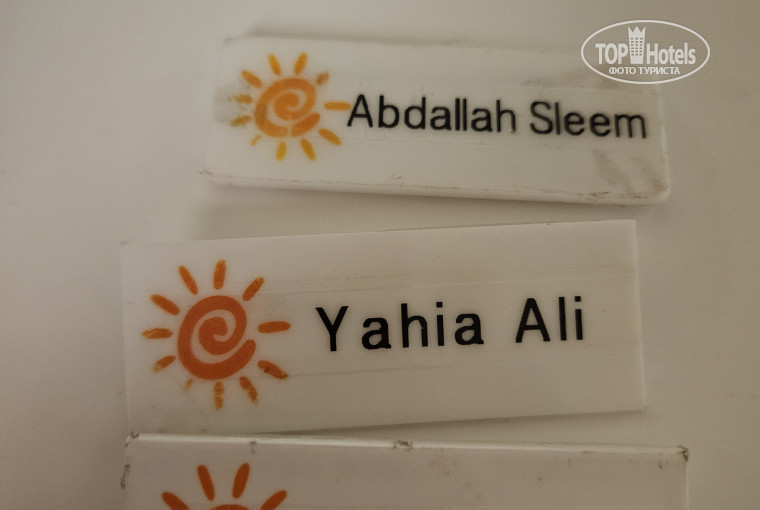 TOP Hotels
ФОТО ТУРИСТА
Abdallah Sleem
Yahia Ali